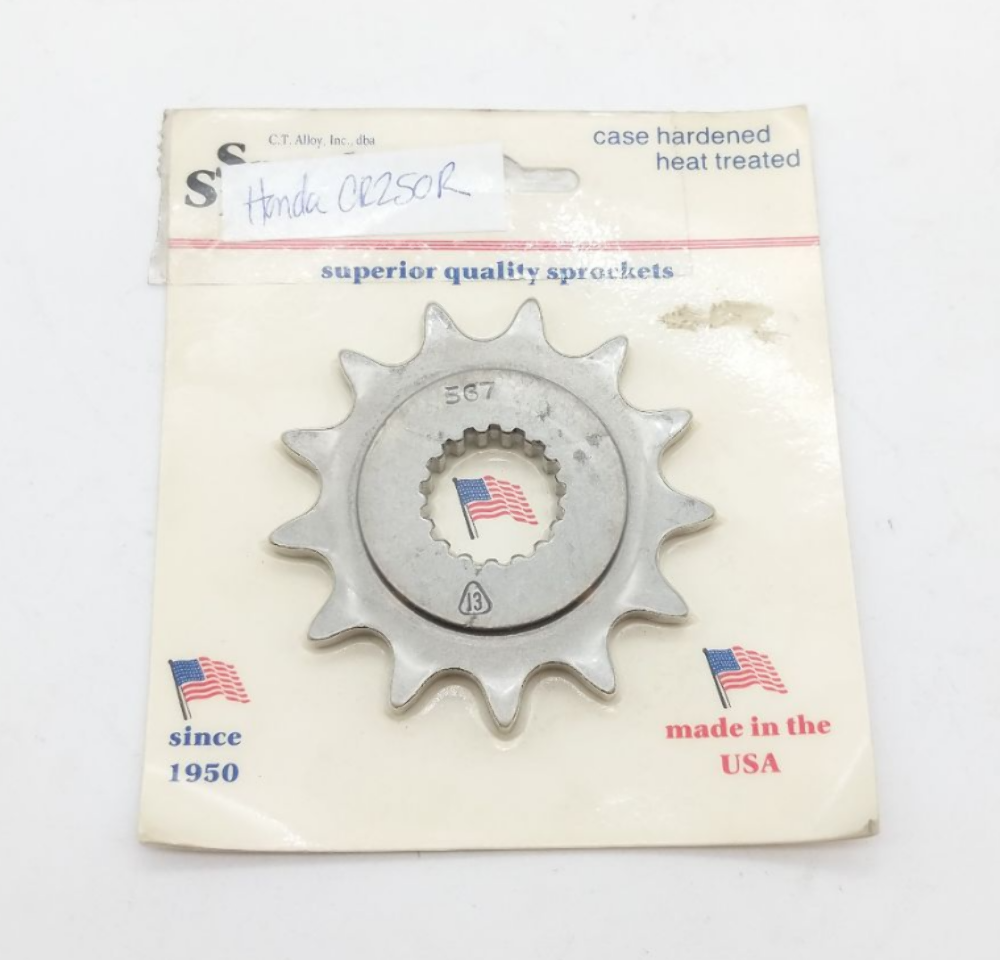 C.T. Alloy, Inc., dba
Honda CR250R
case hardened
heat treated
superior quality sprockets
567
13
since
1950
made in the
USA